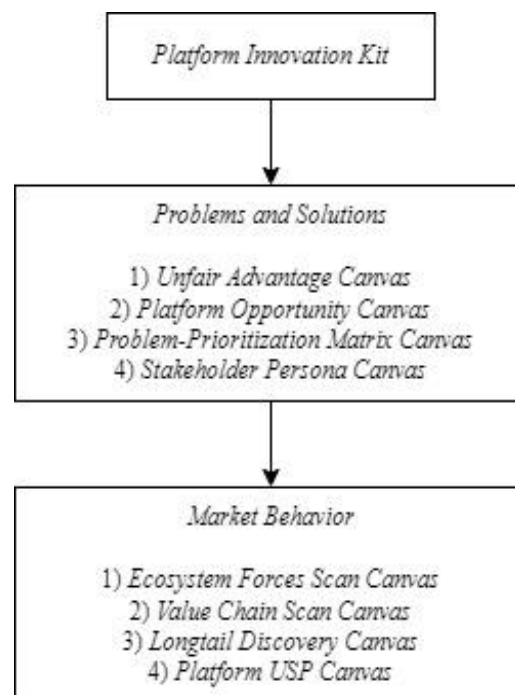 Platform Innovation Kit
Problems and Solutions
1) Unfair Advantage Canvas
2) Platform Opportunity Canvas
3) Problem-Prioritization Matrix Canvas
4) Stakeholder Persona Canvas
Market Behavior
1) Ecosystem Forces Scan Canvas
2) Value Chain Scan Canvas
3) Longtail Discovery Canvas
4) Platform USP Canvas